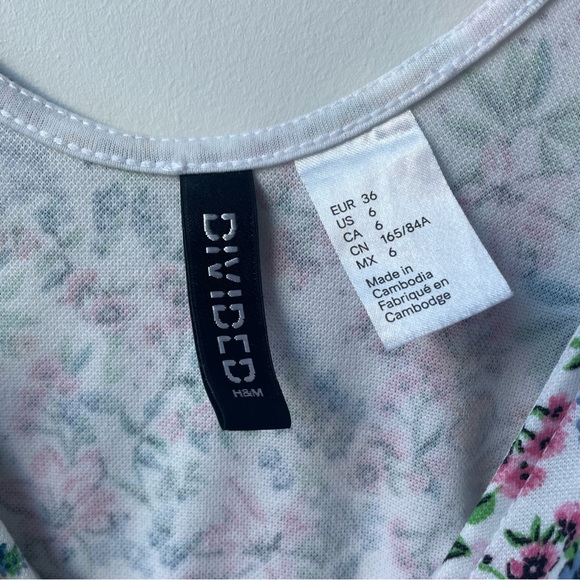 DIVIDED
H&M
EUR 36
US 6
CA 6
CN 165/84A
MX 6
Made in
Cambodia
Fabriqué en
Cambodge